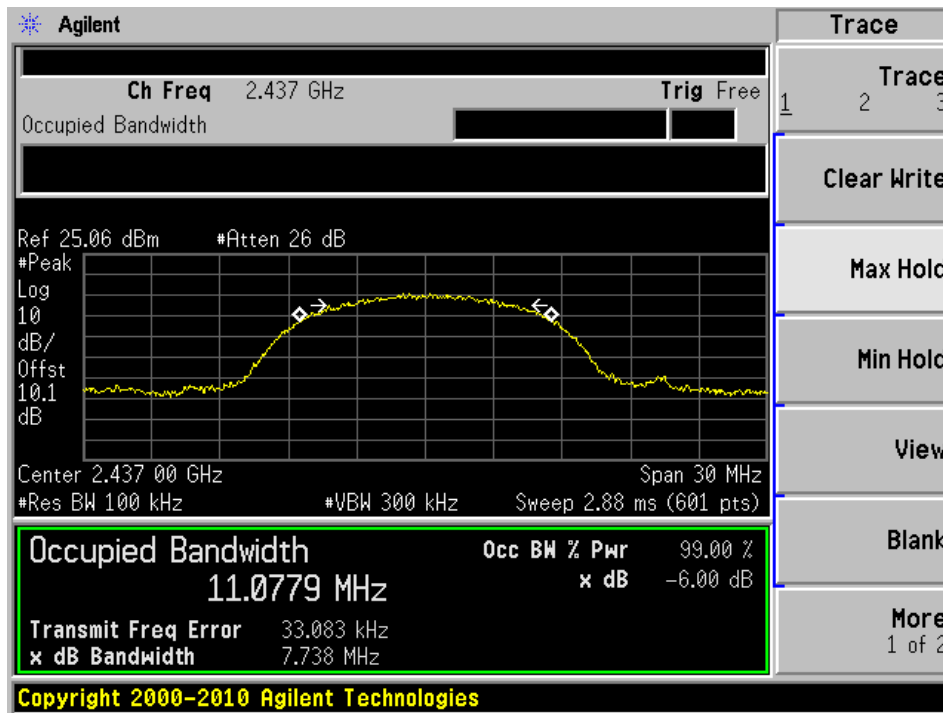 Agilent
Trace
Ch Freq 2.437 GHz Trig Free
Occupied Bandwidth
Trace
1 2 3
Clear Write
Max Hold
Min Hold
View
Blank
More
1 of 2
Ref 25.06 dBm #Atten 26 dB
#Peak
Log
10
dB/
Offst
10.1
dB
Center 2.437 00 GHz Span 30 MHz
#Res BW 100 kHz #VBW 300 kHz Sweep 2.88 ms (601 pts)
Occupied Bandwidth Occ BW % Pwr 99.00 %
11.0779 MHz x dB -6.00 dB
Transmit Freq Error 33.083 kHz
x dB Bandwidth 7.738 MHz
Copyright 2000-2010 Agilent Technologies